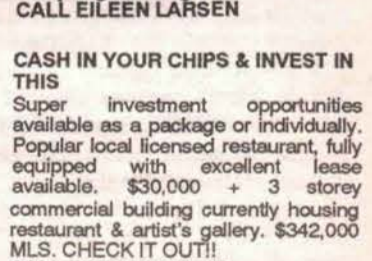 CALL EILEEN LARSEN
CASH IN YOUR CHIPS & INVEST IN
THIS
Super investment opportunities
available as a package or individually.
Popular local licensed restaurant, fully
equipped with excellent lease
available. $30,000 + 3 storey
commercial building currently housing
restaurant & artist's gallery. $342,000
MLS. CHECK IT OUT!!